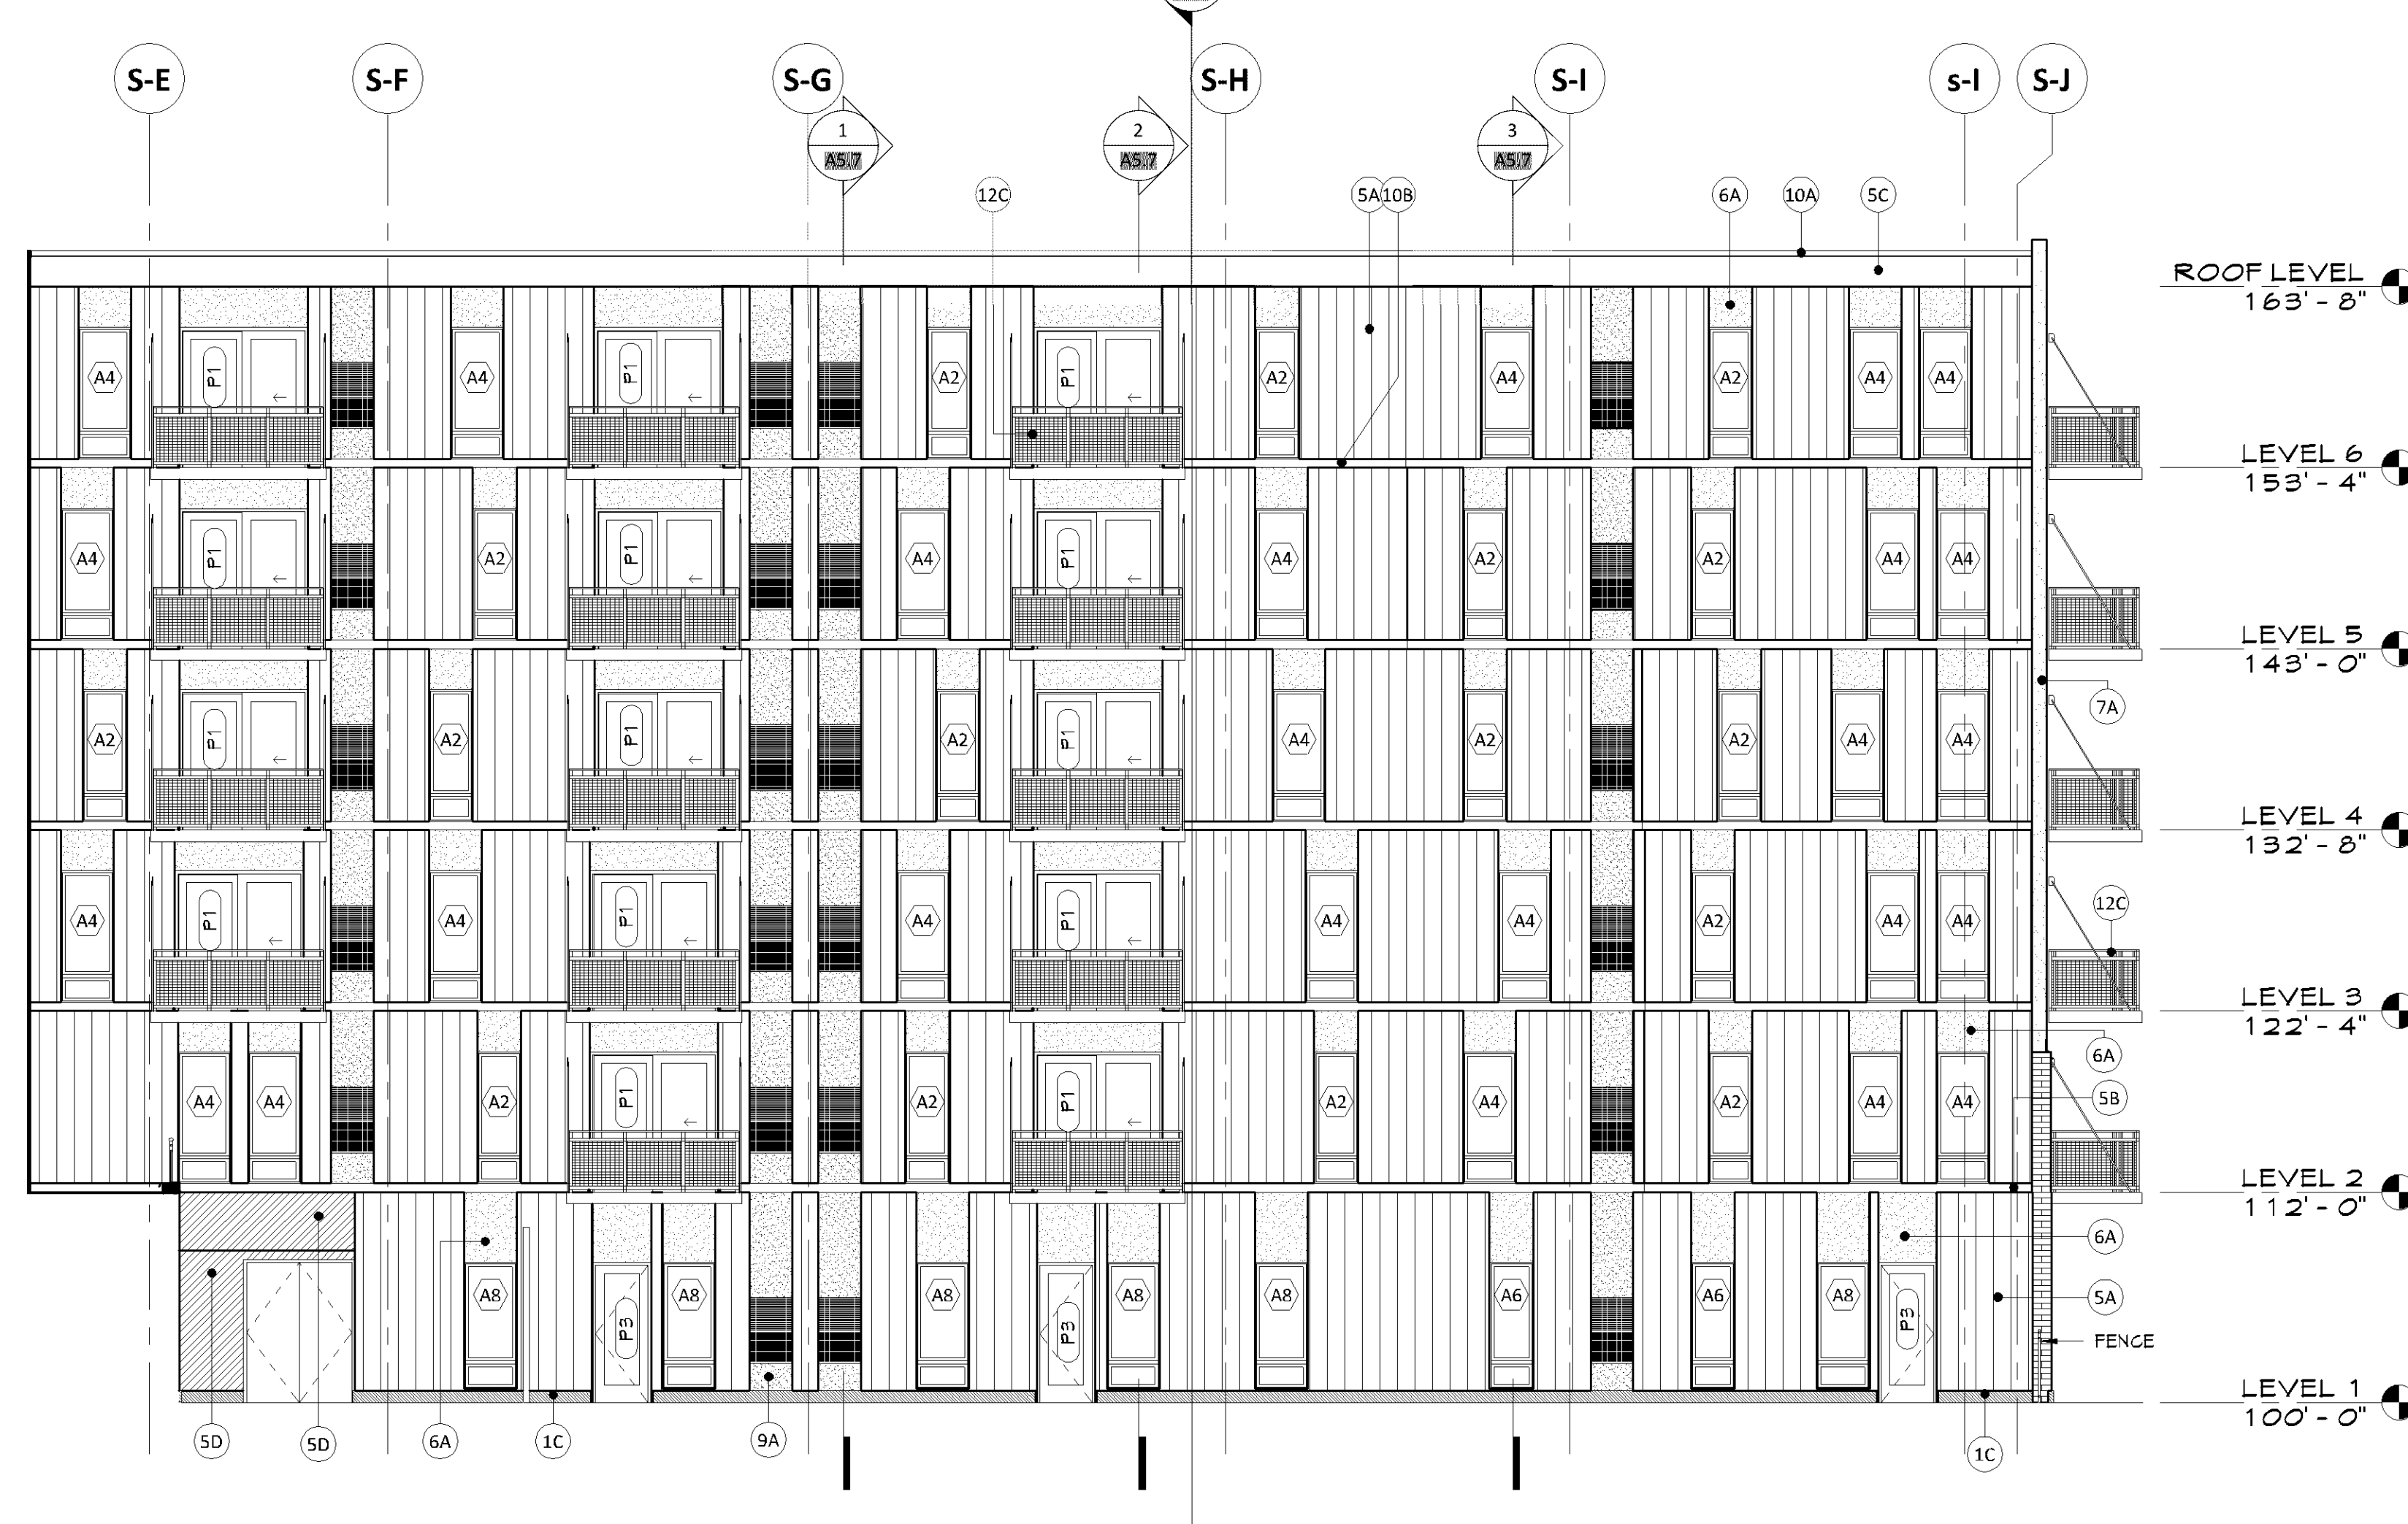 S-E S-F S-G S-H S-I s-I S-J
1 2 3
A5.7 A5.7 A5.7
12C 5A 10B 6A 10A 5C
ROOF LEVEL
163' - 8"
A4 P1 A4 P1 A2 P1 A2 A4 A2 A4 A4
LEVEL 6
153' - 4"
A4 P1 A2 P1 A4 P1 A4 A2 A2 A4 A4
LEVEL 5
143' - 0"
7A
A2 P1 A2 P1 A2 P1 A4 A2 A2 A4 A4
LEVEL 4
132' - 8"
12C
A4 P1 A4 P1 A4 P1 A4 A4 A2 A4 A4
LEVEL 3
122' - 4"
6A
5B
A4 A4 A2 P1 A2 P1 A2 A4 A2 A4 A4
LEVEL 2
112' - 0"
6A
A8 P3 A8 A8 P3 A8 A8 A6 A6 A8 P3
5A
FENCE
LEVEL 1
100' - 0"
5D 5D 6A 1C 9A 1C